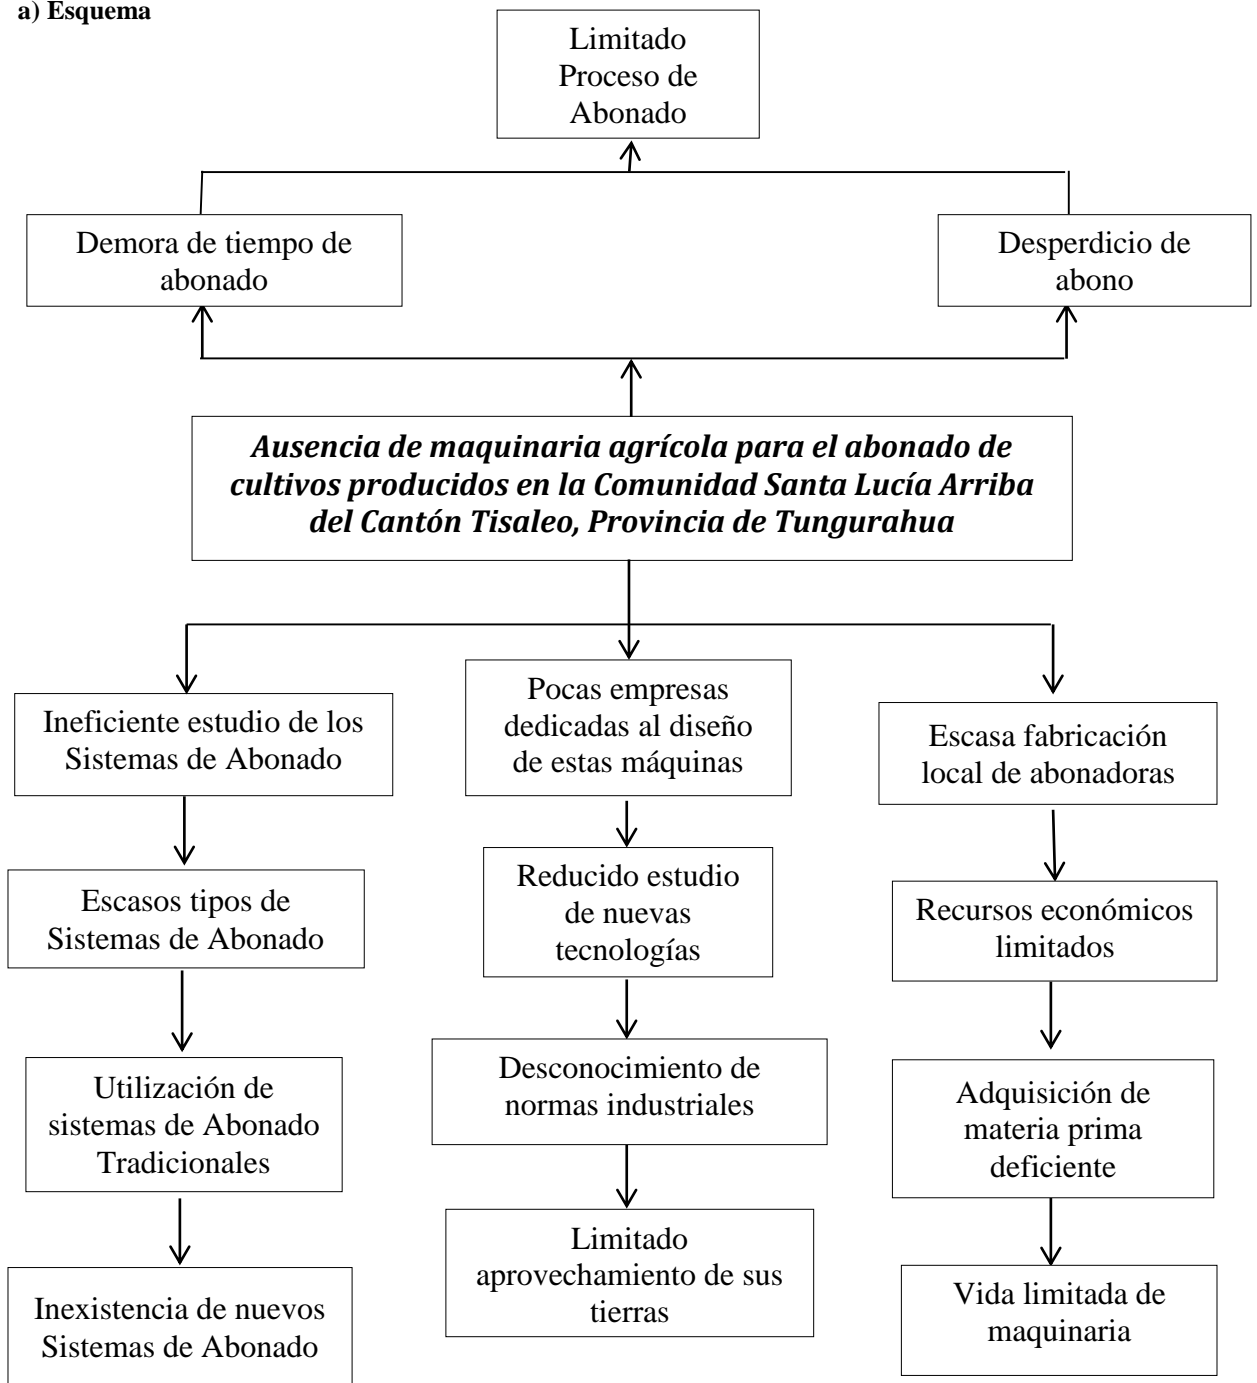 a) Esquema
Limitado
Proceso de
Abonado
Demora de tiempo de
abonado
Desperdicio de
abono
Ausencia de maquinaria agrícola para el abonado de
cultivos producidos en la Comunidad Santa Lucía Arriba
del Cantón Tisaleo, Provincia de Tungurahua
Ineficiente estudio de los
Sistemas de Abonado
Pocas empresas
dedicadas al diseño
de estas máquinas
Escasa fabricación
local de abonadoras
Escasos tipos de
Sistemas de Abonado
Reducido estudio
de nuevas
tecnologías
Recursos económicos
limitados
Utilización de
sistemas de Abonado
Tradicionales
Desconocimiento de
normas industriales
Adquisición de
materia prima
deficiente
Inexistencia de nuevos
Sistemas de Abonado
Limitado
aprovechamiento de sus
tierras
Vida limitada de
maquinaria